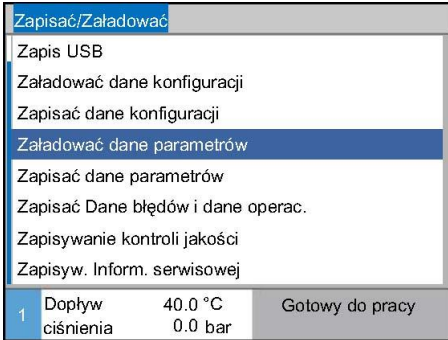 Zapisać/Załadować
Zapis USB
Załadować dane konfiguracji
Zapisać dane konfiguracji
Załadować dane parametrów
Zapisać dane parametrów
Zapisać Dane błędów i dane operac.
Zapisywanie kontroli jakości
Zapisyw. Inform. serwisowej
1 Dopływ 40.0 °C Gotowy do pracy
ciśnienia 0.0 bar